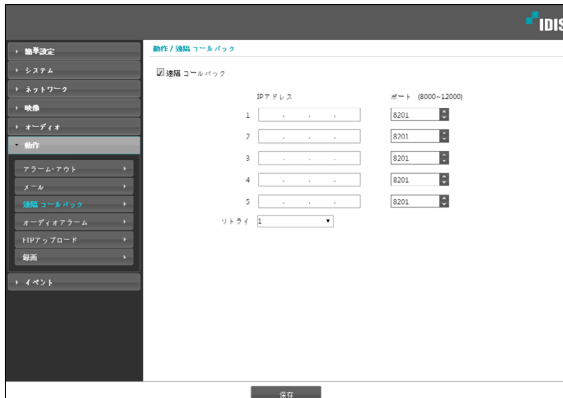 IDIS
簡単設定
システム
ネットワーク
映像
オーディオ
動作
アラーム・アウト
メール
遠隔 コールバック
オーディオアラーム
FTPアップロード
録画
イベント
動作 / 遠隔 コールバック
遠隔 コールバック
IPアドレス ポート (8000~12000)
1 . . . 8201
2 . . . 8201
3 . . . 8201
4 . . . 8201
5 . . . 8201
リトライ 1
保存